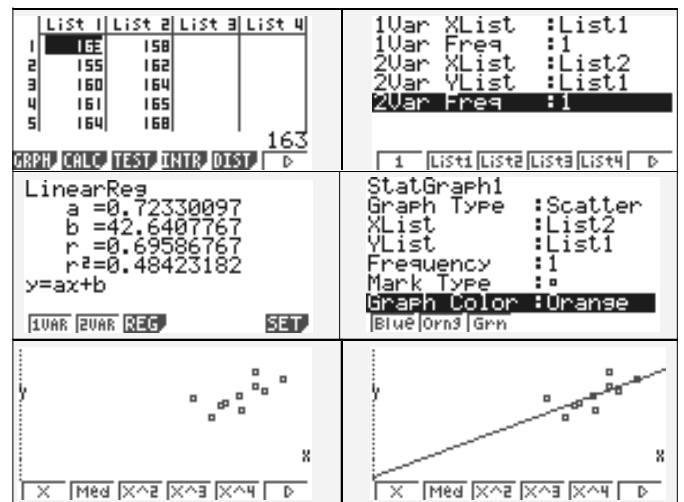 List 1 List 2 List 3 List 4
1 163 158
2 155 162
3 160 164
4 161 165
5 164 168
163
GRPH CALC TEST INTR DIST ▷
1Var XList :List1
1Var Freq :1
2Var XList :List2
2Var YList :List1
2Var Freq :1
1 List1 List2 List3 List4 ▷
LinearReg
a =0.72330097
b =42.6407767
r =0.69586767
r²=0.48423182
y=ax+b
1VAR 2VAR REG SET
StatGraph1
Graph Type :Scatter
XList :List2
YList :List1
Frequency :1
Mark Type :▫
Graph Color :Orange
Blue Orng Grn
y
x
X Med X^2 X^3 X^4 ▷
y
x
X Med X^2 X^3 X^4 ▷